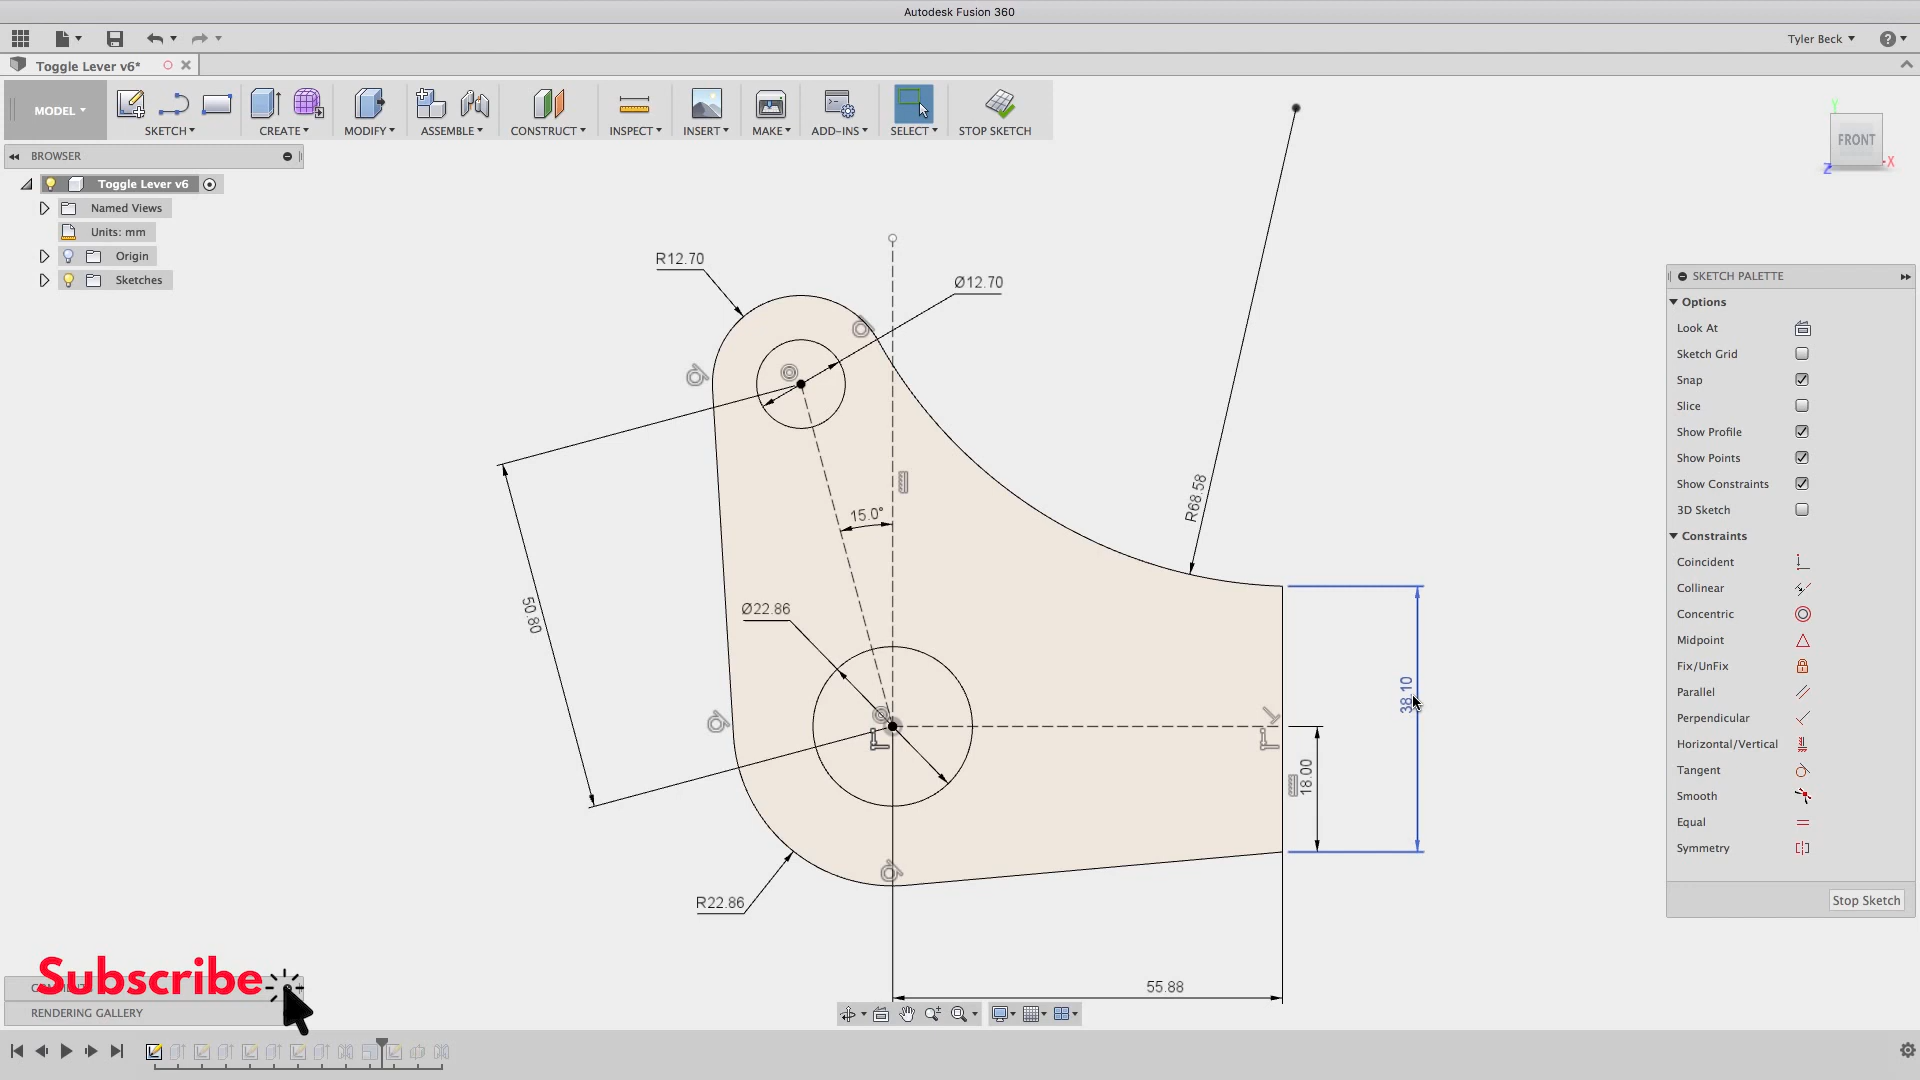 Autodesk Fusion 360
Tyler Beck
Toggle Lever v6*
MODEL
SKETCH
CREATE
MODIFY
ASSEMBLE
CONSTRUCT
INSPECT
INSERT
MAKE
ADD-INS
SELECT
STOP SKETCH
BROWSER
Toggle Lever v6
Named Views
Units: mm
Origin
Sketches
FRONT
Y
X
Z
R12.70
Ø12.70
R68.58
15.0°
50.80
Ø22.86
38.10
18.00
R22.86
55.88
SKETCH PALETTE
Options
Look At
Sketch Grid
Snap
Slice
Show Profile
Show Points
Show Constraints
3D Sketch
Constraints
Coincident
Collinear
Concentric
Midpoint
Fix/UnFix
Parallel
Perpendicular
Horizontal/Vertical
Tangent
Smooth
Equal
Symmetry
Stop Sketch
Subscribe
RENDERING GALLERY